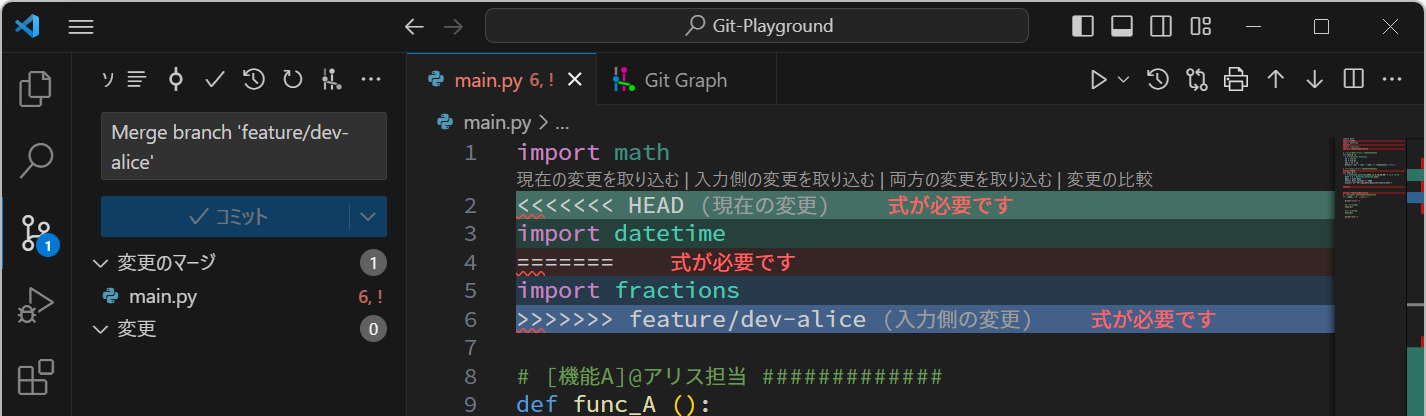 Git-Playground
ソ
main.py 6, !
Git Graph
Merge branch 'feature/dev-
alice'
コミット
1
変更のマージ 1
main.py 6, !
変更 0
main.py > ...
1 import math
現在の変更を取り込む | 入力側の変更を取り込む | 両方の変更を取り込む | 変更の比較
2 <<<<<<< HEAD (現在の変更) 式が必要です
3 import datetime
4 ======= 式が必要です
5 import fractions
6 >>>>>>> feature/dev-alice (入力側の変更) 式が必要です
7
8 # [機能A]@アリス担当 #############
9 def func_A ():